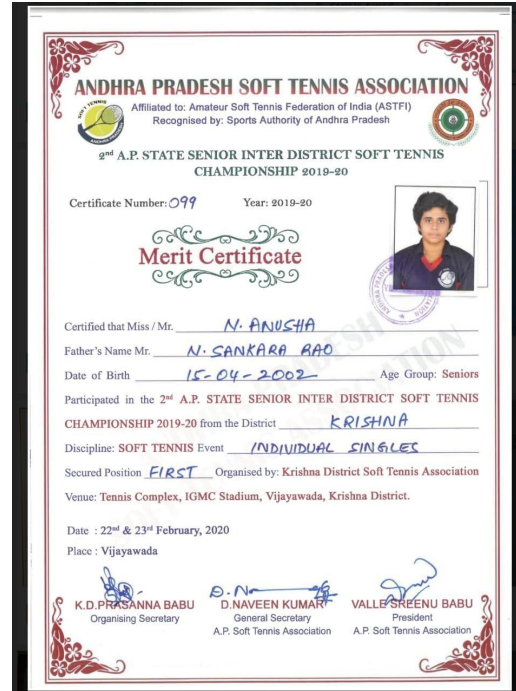 ANDHRA PRADESH SOFT TENNIS ASSOCIATION
Affiliated to: Amateur Soft Tennis Federation of India (ASTFI)
Recognised by: Sports Authority of Andhra Pradesh
2nd A.P. STATE SENIOR INTER DISTRICT SOFT TENNIS
CHAMPIONSHIP 2019-20
Certificate Number: 099 Year: 2019-20
Merit Certificate
Certified that Miss / Mr. N. ANUSHA
Father's Name Mr. N. SANKARA RAO
Date of Birth 15-04-2002 Age Group: Seniors
Participated in the 2nd A.P. STATE SENIOR INTER DISTRICT SOFT TENNIS
CHAMPIONSHIP 2019-20 from the District KRISHNA
Discipline: SOFT TENNIS Event INDIVIDUAL SINGLES
Secured Position FIRST Organised by: Krishna District Soft Tennis Association
Venue: Tennis Complex, IGMC Stadium, Vijayawada, Krishna District.
Date : 22nd & 23rd February, 2020
Place : Vijayawada
K.D.PRASANNA BABU D.NAVEEN KUMAR VALLE SREENU BABU
Organising Secretary General Secretary President
A.P. Soft Tennis Association A.P. Soft Tennis Association